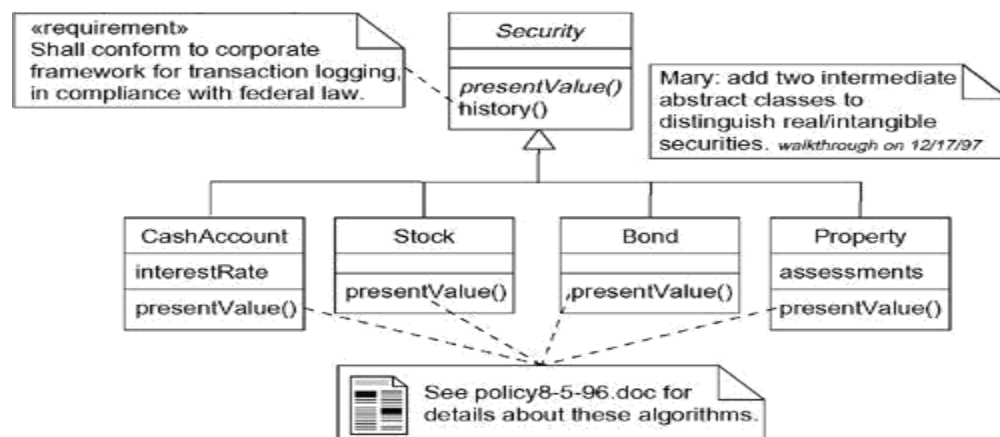 «requirement»
Shall conform to corporate
framework for transaction logging,
in compliance with federal law.
Security
presentValue()
history()
Mary: add two intermediate
abstract classes to
distinguish real/intangible
securities. walkthrough on 12/17/97
CashAccount
interestRate
presentValue()
Stock
presentValue()
Bond
presentValue()
Property
assessments
presentValue()
See policy8-5-96.doc for
details about these algorithms.